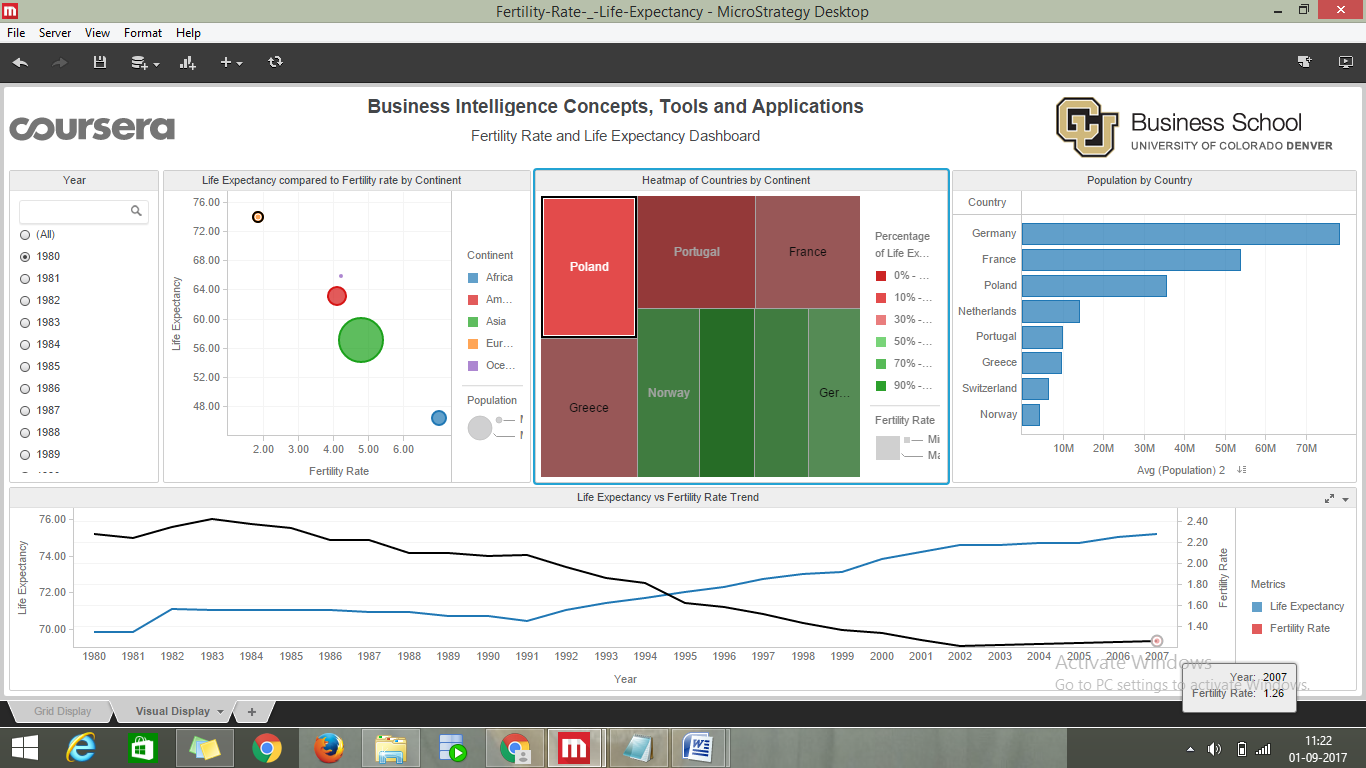 Fertility-Rate-_-Life-Expectancy - MicroStrategy Desktop
File Server View Format Help
coursera
Business Intelligence Concepts, Tools and Applications
Fertility Rate and Life Expectancy Dashboard
CU
Business School
UNIVERSITY OF COLORADO DENVER
Year
(All)
1980
1981
1982
1983
1984
1985
1986
1987
1988
1989
Life Expectancy compared to Fertility rate by Continent
76.00
72.00
68.00
64.00
60.00
56.00
52.00
48.00
Life Expectancy
2.00 3.00 4.00 5.00 6.00
Fertility Rate
Continent
Africa
Am...
Asia
Eur...
Oce...
Population
Heatmap of Countries by Continent
Poland
Portugal
France
Greece
Norway
Ger...
Percentage
of Life Ex...
0% - ...
10% -...
30% -...
50% -...
70% -...
90% -...
Fertility Rate
Mi
Ma
Population by Country
Country
Germany
France
Poland
Netherlands
Portugal
Greece
Switzerland
Norway
10M 20M 30M 40M 50M 60M 70M
Avg (Population) 2
Life Expectancy vs Fertility Rate Trend
76.00
74.00
72.00
70.00
Life Expectancy
2.40
2.20
2.00
1.80
1.60
1.40
Fertility Rate
1980 1981 1982 1983 1984 1985 1986 1987 1988 1989 1990 1991 1992 1993 1994 1995 1996 1997 1998 1999 2000 2001 2002 2003 2004 2005 2006 2007
Year
Metrics
Life Expectancy
Fertility Rate
Activate Windows
Go to PC settings to activate Windows.
Year: 2007
Fertility Rate: 1.26
Grid Display
Visual Display
11:22
01-09-2017